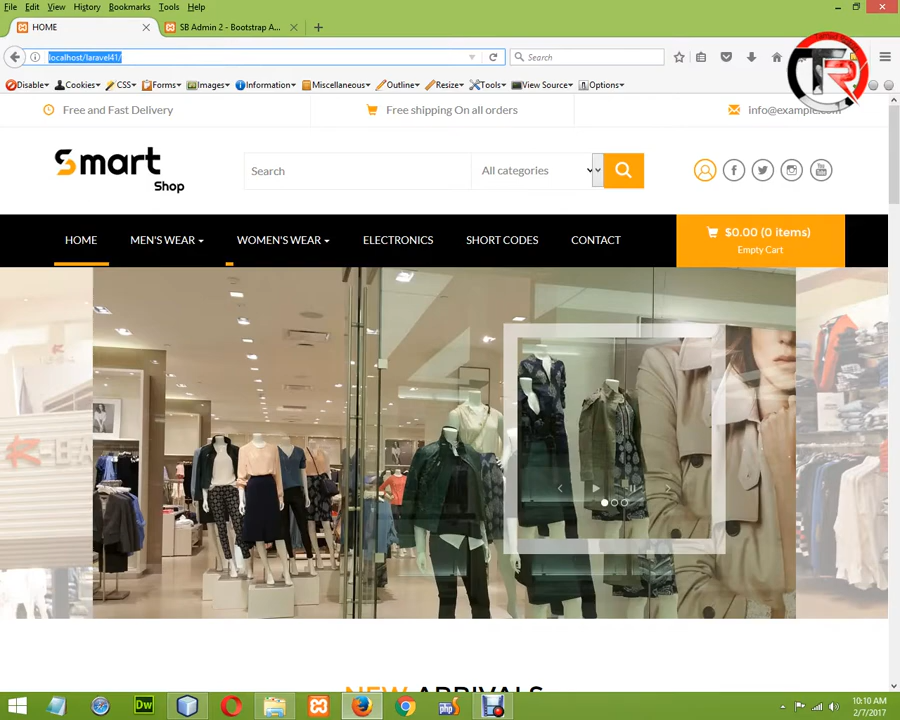 File Edit View History Bookmarks Tools Help
HOME
SB Admin 2 - Bootstrap A...
localhost/laravel41/
Search
Disable Cookies CSS Forms Images Information Miscellaneous Outline Resize Tools View Source Options
Free and Fast Delivery
Free shipping On all orders
info@example.com
Smart
Shop
Search
All categories
HOME
MEN'S WEAR
WOMEN'S WEAR
ELECTRONICS
SHORT CODES
CONTACT
$0.00 (0 items)
Empty Cart
NEW ARRIVALS
Dw
php
10:10 AM
2/7/2017